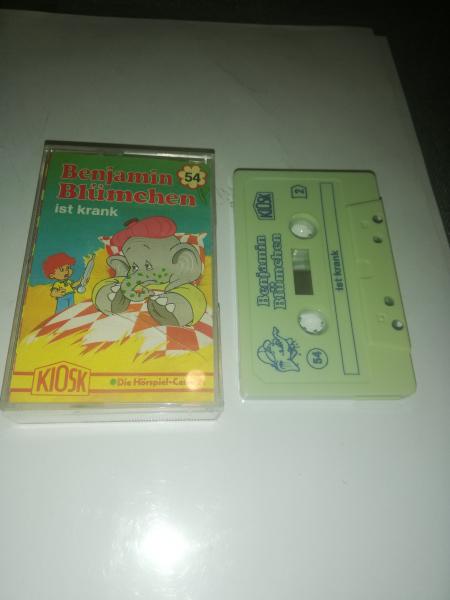 Benjamin
Blümchen
54
ist krank
KIOSK
Die Hörspiel-Cassette
KIOSK
2
Benjamin
Blümchen
ist krank
54